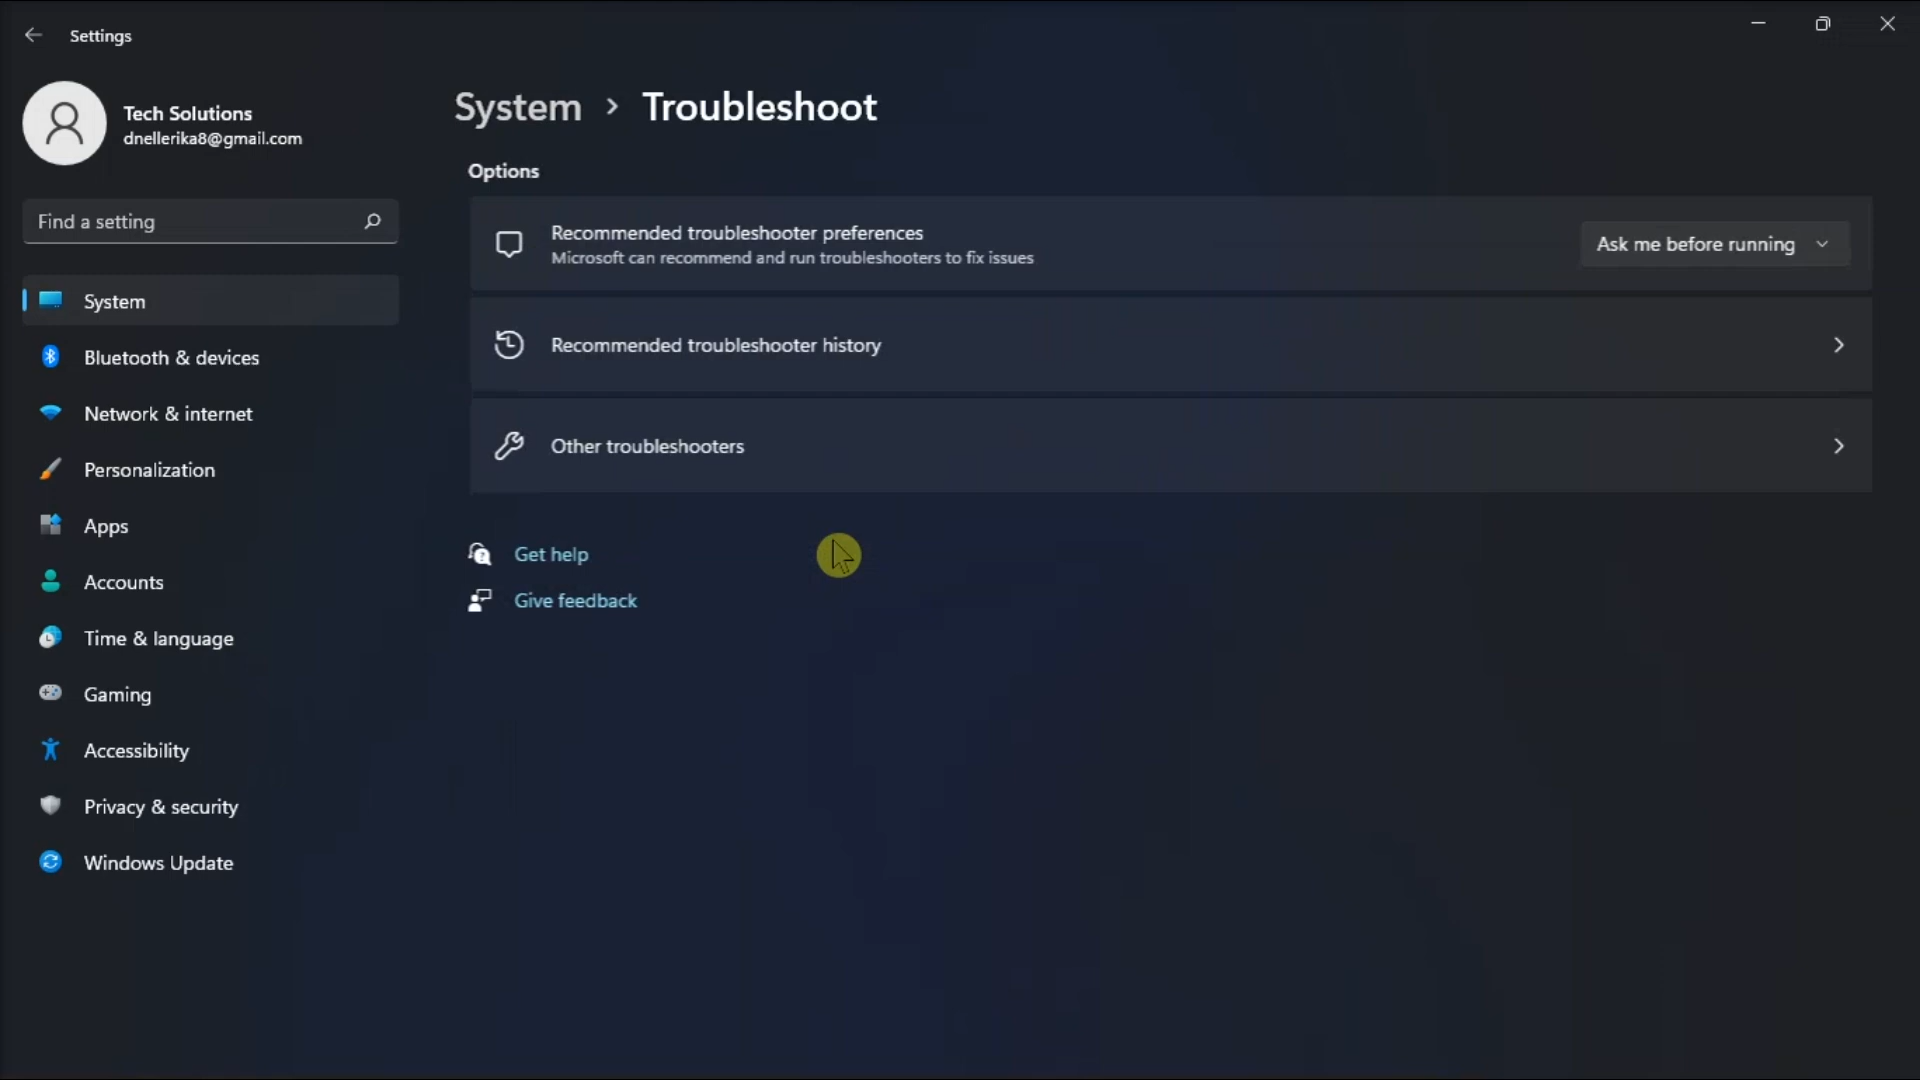 Settings
Tech Solutions
dnellerika8@gmail.com
Find a setting
System
Bluetooth & devices
Network & internet
Personalization
Apps
Accounts
Time & language
Gaming
Accessibility
Privacy & security
Windows Update
System > Troubleshoot
Options
Recommended troubleshooter preferences
Microsoft can recommend and run troubleshooters to fix issues
Ask me before running
Recommended troubleshooter history
Other troubleshooters
Get help
Give feedback